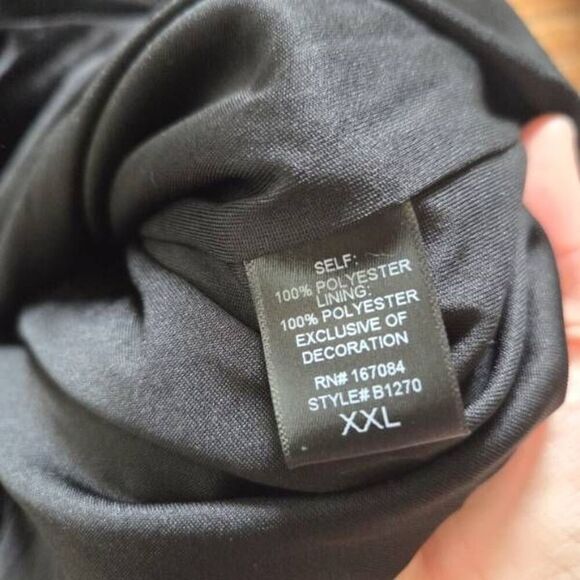 SELF:
100% POLYESTER
LINING:
100% POLYESTER
EXCLUSIVE OF
DECORATION
RN# 167084
STYLE# B1270
XXL